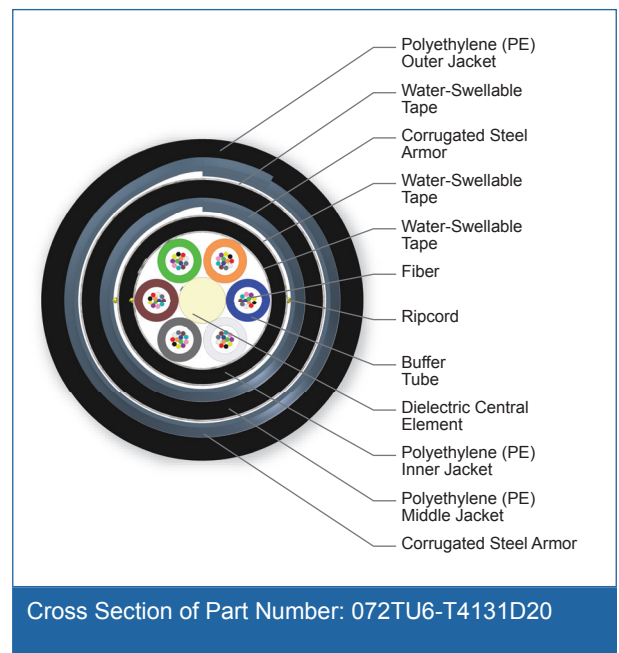 Polyethylene (PE)
Outer Jacket
Water-Swellable
Tape
Corrugated Steel
Armor
Water-Swellable
Tape
Water-Swellable
Tape
Fiber
Ripcord
Buffer
Tube
Dielectric Central
Element
Polyethylene (PE)
Inner Jacket
Polyethylene (PE)
Middle Jacket
Corrugated Steel Armor
Cross Section of Part Number: 072TU6-T4131D20